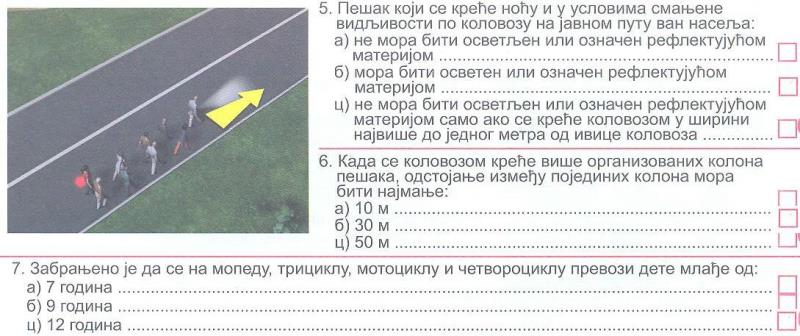 5. Пешак који се креће ноћу и у условима смањене
видљивости по коловозу на јавном путу ван насеља:
а) не мора бити осветљен или означен рефлектујућом
материјом
б) мора бити осветен или означен рефлектујућом
материјом
ц) не мора бити осветљен или означен рефлектујућом
материјом само ако се креће коловозом у ширини
највише до једног метра од ивице коловоза
6. Када се коловозом креће више организованих колона
пешака, одстојање између појединих колона мора
бити најмање:
а) 10 м
б) 30 м
ц) 50 м
7. Забрањено је да се на мопеду, трициклу, мотоциклу и четвороциклу превози дете млађе од:
а) 7 година
б) 9 година
ц) 12 година